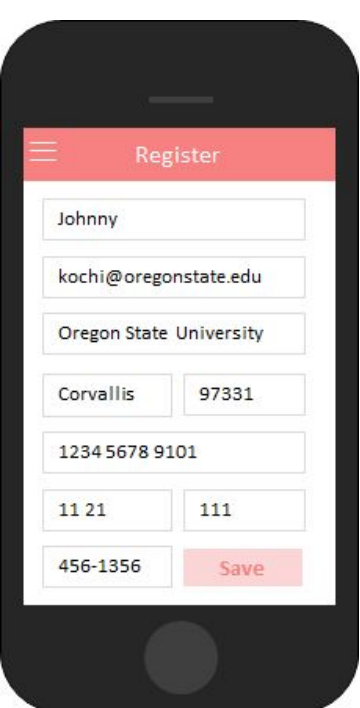 Register
Johnny
kochi@oregonstate.edu
Oregon State University
Corvallis 97331
1234 5678 9101
11 21 111
456-1356 Save